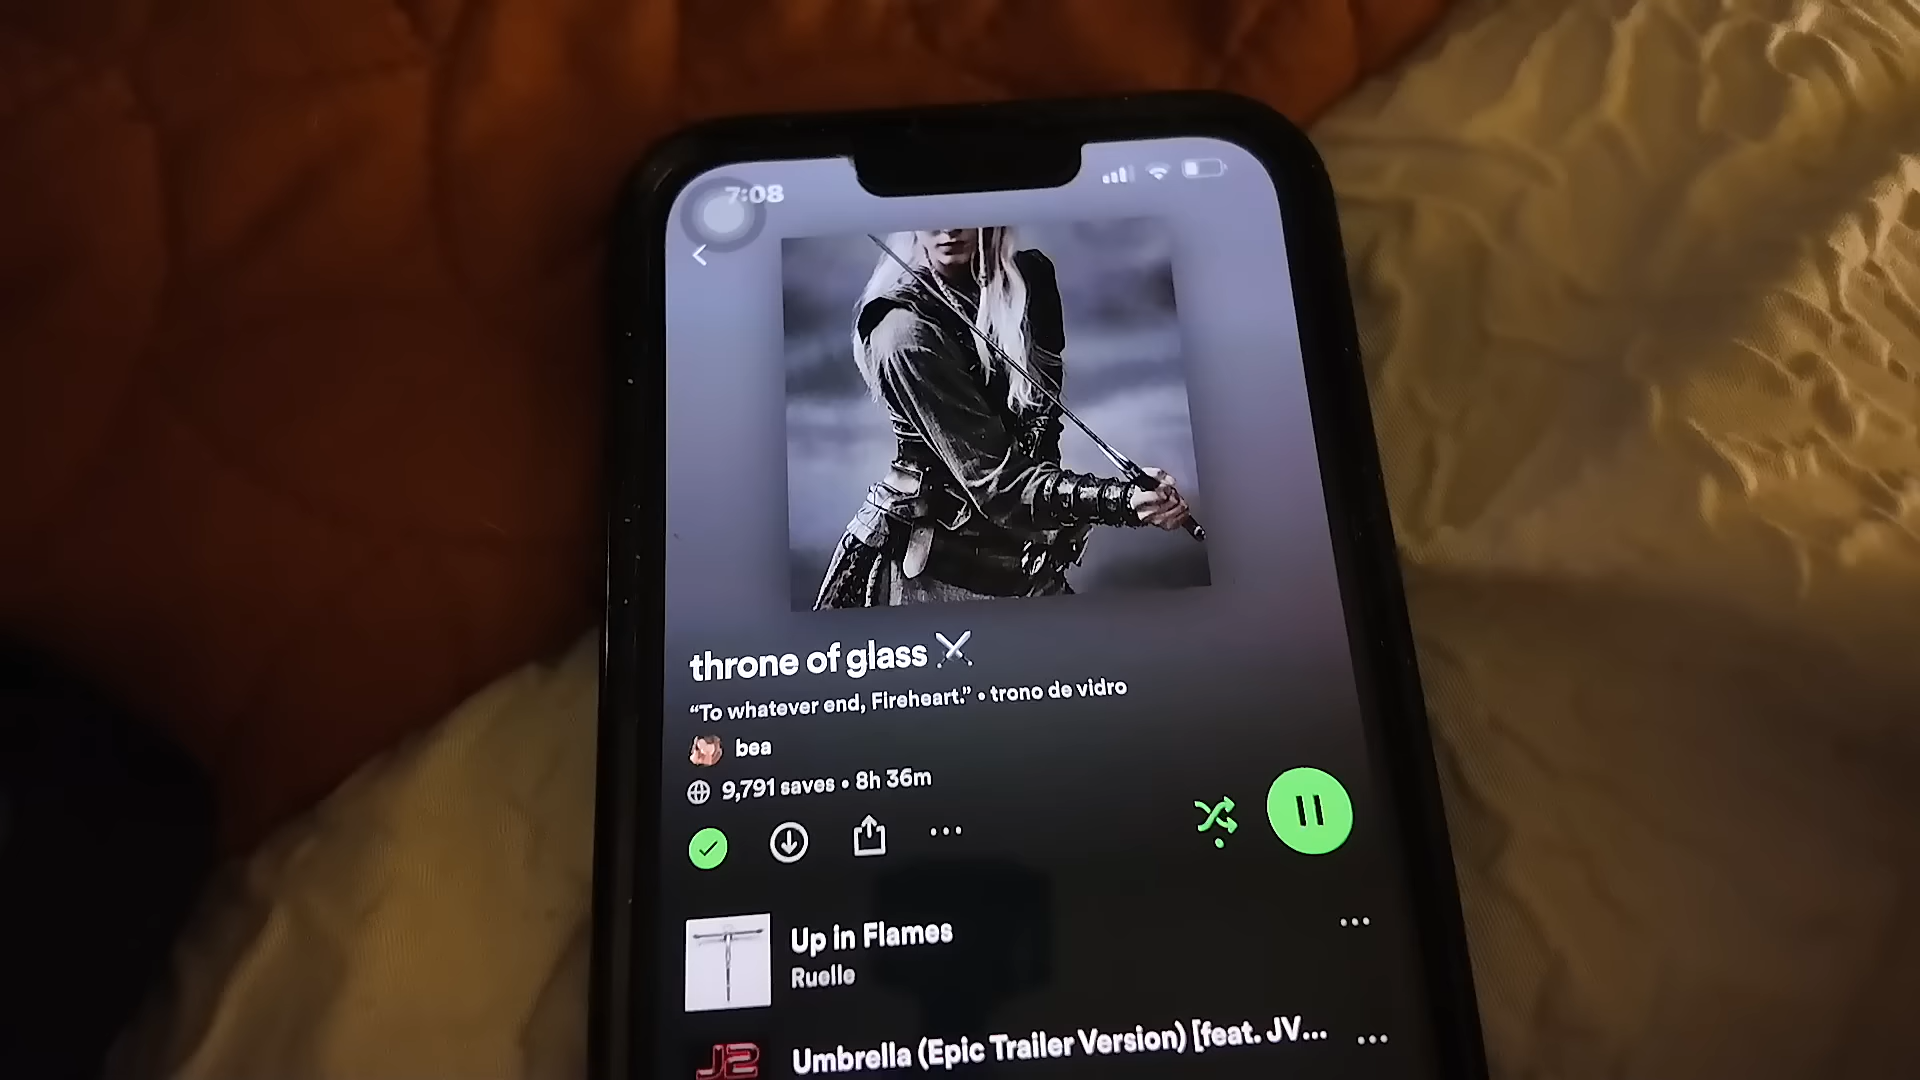 7:08
throne of glass ⚔
“To whatever end, Fireheart.” • trono de vidro
bea
9,791 saves • 8h 36m
Up in Flames
Ruelle
J2
Umbrella (Epic Trailer Version) [feat. JV...